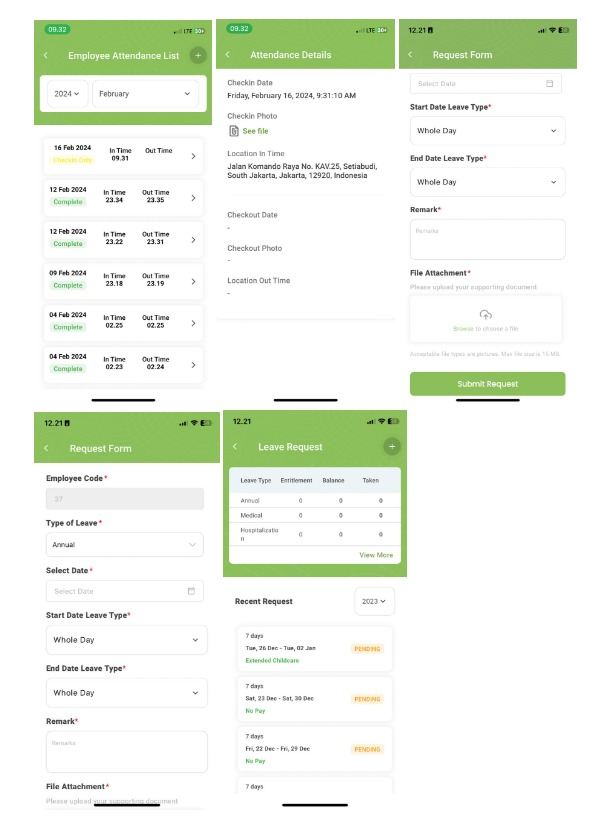 09.32
LTE 30+
Employee Attendance List
+
2024
February
16 Feb 2024
Checkin Only
In Time
09.31
Out Time
12 Feb 2024
Complete
In Time
23.34
Out Time
23.35
12 Feb 2024
Complete
In Time
23.22
Out Time
23.31
09 Feb 2024
Complete
In Time
23.18
Out Time
23.19
04 Feb 2024
Complete
In Time
02.25
Out Time
02.25
04 Feb 2024
Complete
In Time
02.23
Out Time
02.24
09.32
LTE 30+
Attendance Details
Checkin Date
Friday, February 16, 2024, 9:31:10 AM
Checkin Photo
See file
Location In Time
Jalan Komando Raya No. KAV.25, Setiabudi,
South Jakarta, Jakarta, 12920, Indonesia
Checkout Date
-
Checkout Photo
-
Location Out Time
-
12.21
Request Form
Select Date
Start Date Leave Type*
Whole Day
End Date Leave Type*
Whole Day
Remark*
Remarks
File Attachment*
Please upload your supporting document
Browse to choose a file
Acceptable file types are pictures. Max file size is 15 MB
Submit Request
12.21
Request Form
Employee Code*
37
Type of Leave*
Annual
Select Date*
Select Date
Start Date Leave Type*
Whole Day
End Date Leave Type*
Whole Day
Remark*
Remarks
File Attachment*
Please upload your supporting document
12.21
Leave Request
+
Leave Type Entitlement Balance Taken
Annual 0 0 0
Medical 0 0 0
Hospitalizatio
n 0 0 0
View More
Recent Request
2023
7 days
Tue, 26 Dec - Tue, 02 Jan
Extended Childcare
PENDING
7 days
Sat, 23 Dec - Sat, 30 Dec
No Pay
PENDING
7 days
Fri, 22 Dec - Fri, 29 Dec
No Pay
PENDING
7 days